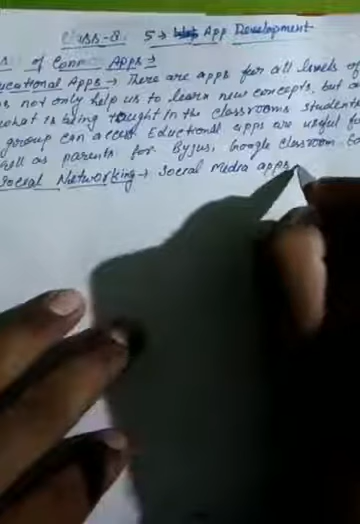 Class-8. 5→ App Development
s of Comm Apps→
ucational Apps→ There are apps for all levels of
s not only help us to learn new concepts, but a
what is being taught in the classrooms. Students
group can access Eductional apps are useful fo
ell as parents for Byjus, Google classroom
Social Networking→ Social Media apps